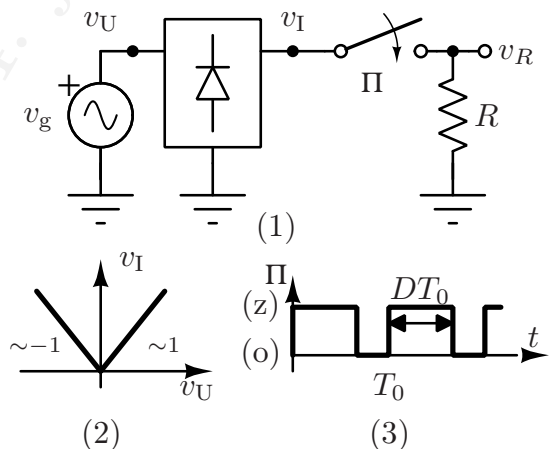 v_U v_I v_R
+
v_g Π R
(1)
v_I Π
(z) DT_0
∼−1 ∼1 (o) t
v_U T_0
(2) (3)